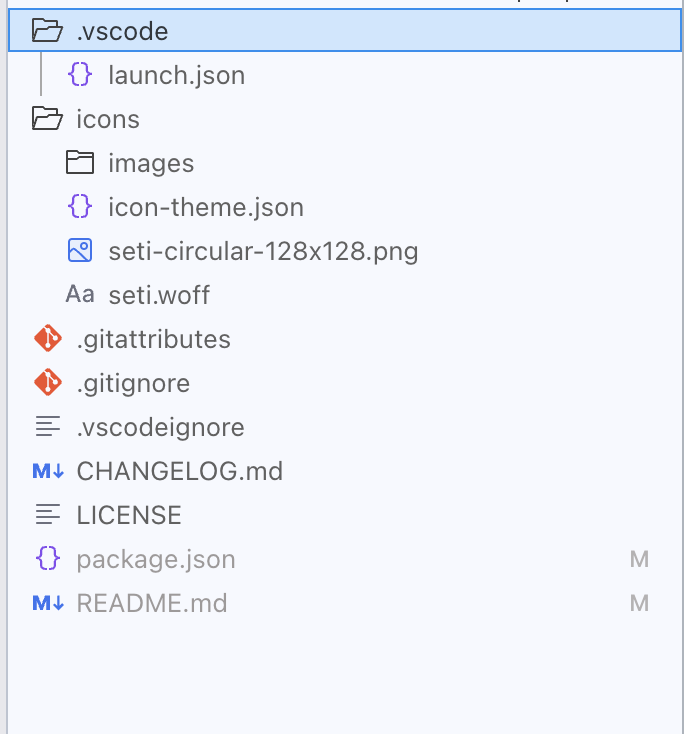 .vscode
launch.json
icons
images
icon-theme.json
seti-circular-128x128.png
Aa seti.woff
.gitattributes
.gitignore
.vscodeignore
M↓ CHANGELOG.md
LICENSE
package.json M
M↓ README.md M